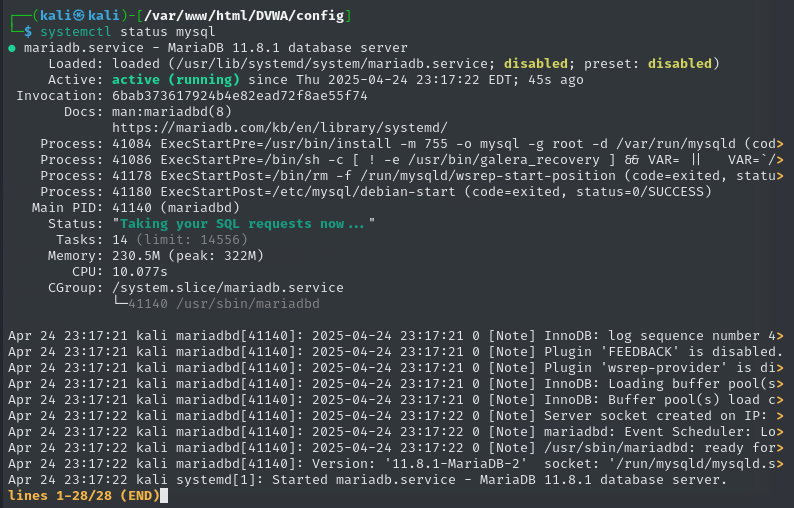 ┌──(kali㉿kali)-[/var/www/html/DVWA/config]
└─$ systemctl status mysql
● mariadb.service - MariaDB 11.8.1 database server
     Loaded: loaded (/usr/lib/systemd/system/mariadb.service; disabled; preset: disabled)
     Active: active (running) since Thu 2025-04-24 23:17:22 EDT; 45s ago
 Invocation: 6bab373617924b4e82ead72f8ae55f74
       Docs: man:mariadbd(8)
             https://mariadb.com/kb/en/library/systemd/
    Process: 41084 ExecStartPre=/usr/bin/install -m 755 -o mysql -g root -d /var/run/mysqld (cod>
    Process: 41086 ExecStartPre=/bin/sh -c [ ! -e /usr/bin/galera_recovery ] && VAR= ||   VAR=`/>
    Process: 41178 ExecStartPost=/bin/rm -f /run/mysqld/wsrep-start-position (code=exited, statu>
    Process: 41180 ExecStartPost=/etc/mysql/debian-start (code=exited, status=0/SUCCESS)
   Main PID: 41140 (mariadbd)
     Status: "Taking your SQL requests now..."
      Tasks: 14 (limit: 14556)
     Memory: 230.5M (peak: 322M)
        CPU: 10.077s
     CGroup: /system.slice/mariadb.service
             └─41140 /usr/sbin/mariadbd

Apr 24 23:17:21 kali mariadbd[41140]: 2025-04-24 23:17:21 0 [Note] InnoDB: log sequence number 4>
Apr 24 23:17:21 kali mariadbd[41140]: 2025-04-24 23:17:21 0 [Note] Plugin 'FEEDBACK' is disabled.
Apr 24 23:17:21 kali mariadbd[41140]: 2025-04-24 23:17:21 0 [Note] Plugin 'wsrep-provider' is di>
Apr 24 23:17:21 kali mariadbd[41140]: 2025-04-24 23:17:21 0 [Note] InnoDB: Loading buffer pool(s>
Apr 24 23:17:21 kali mariadbd[41140]: 2025-04-24 23:17:21 0 [Note] InnoDB: Buffer pool(s) load c>
Apr 24 23:17:22 kali mariadbd[41140]: 2025-04-24 23:17:22 0 [Note] Server socket created on IP: >
Apr 24 23:17:22 kali mariadbd[41140]: 2025-04-24 23:17:22 0 [Note] mariadbd: Event Scheduler: Lo>
Apr 24 23:17:22 kali mariadbd[41140]: 2025-04-24 23:17:22 0 [Note] /usr/sbin/mariadbd: ready for>
Apr 24 23:17:22 kali mariadbd[41140]: Version: '11.8.1-MariaDB-2'  socket: '/run/mysqld/mysqld.s>
Apr 24 23:17:22 kali systemd[1]: Started mariadb.service - MariaDB 11.8.1 database server.
lines 1-28/28 (END)